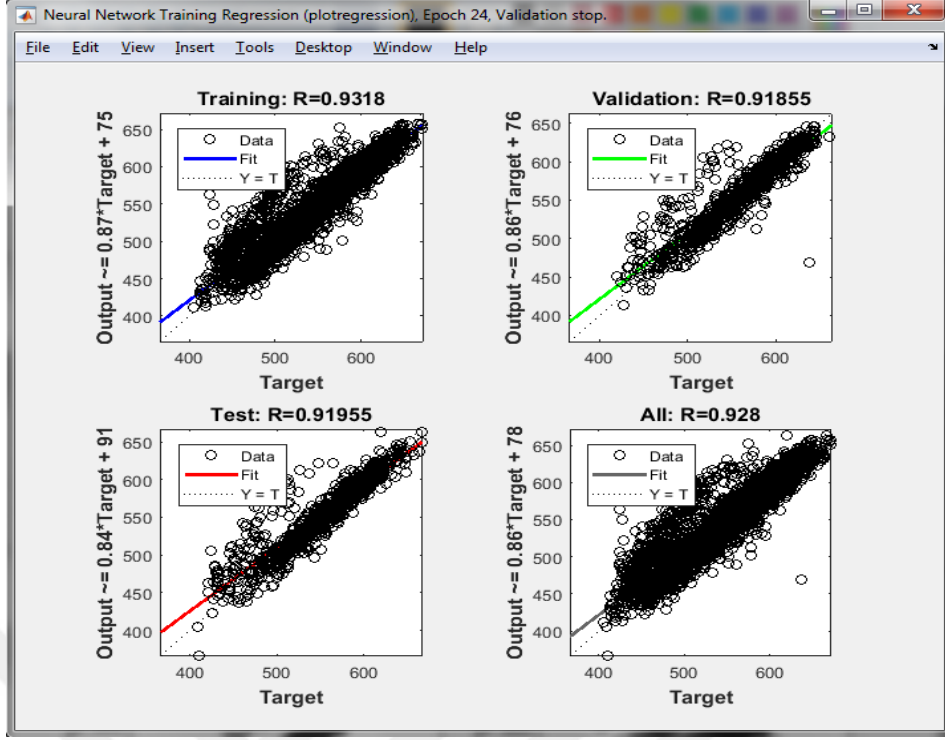 Neural Network Training Regression (plotregression), Epoch 24, Validation stop.
File Edit View Insert Tools Desktop Window Help
Training: R=0.9318
Output ~= 0.87*Target + 75
650
600
550
500
450
400
Data
Fit
Y = T
400 500 600
Target
Validation: R=0.91855
Output ~= 0.86*Target + 76
650
600
550
500
450
400
Data
Fit
Y = T
400 500 600
Target
Test: R=0.91955
Output ~= 0.84*Target + 91
650
600
550
500
450
400
Data
Fit
Y = T
400 500 600
Target
All: R=0.928
Output ~= 0.86*Target + 78
650
600
550
500
450
400
Data
Fit
Y = T
400 500 600
Target